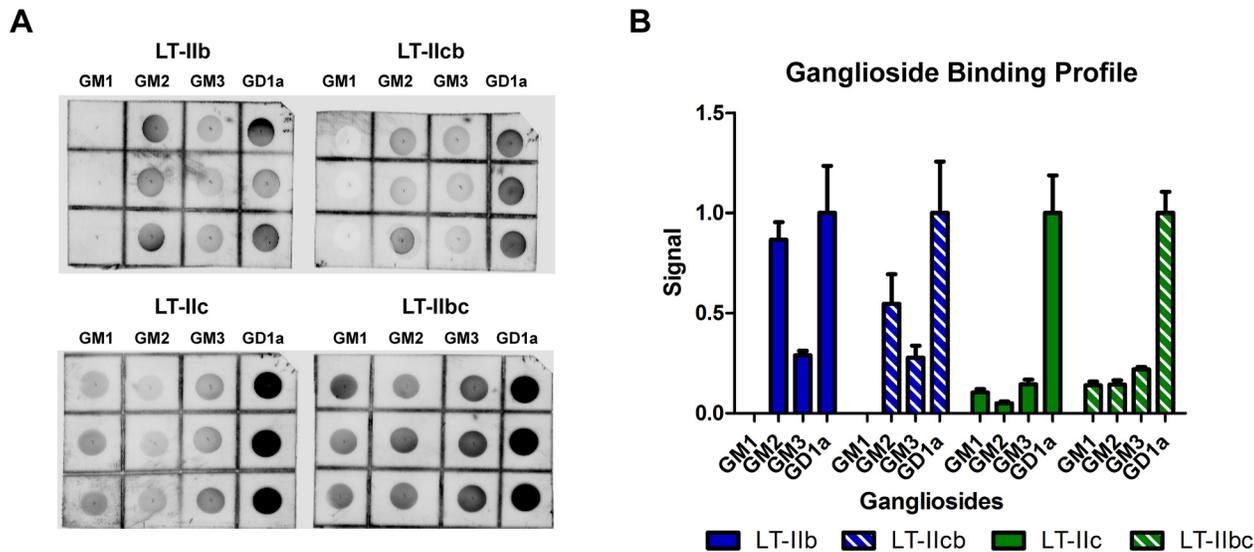 A
LT-IIb
GM1 GM2 GM3 GD1a
LT-IIcb
GM1 GM2 GM3 GD1a
LT-IIc
GM1 GM2 GM3 GD1a
LT-IIbc
GM1 GM2 GM3 GD1a
B
Ganglioside Binding Profile
Signal
1.5
1.0
0.5
0.0
GM1 GM2 GM3 GD1a GM1 GM2 GM3 GD1a GM1 GM2 GM3 GD1a GM1 GM2 GM3 GD1a
Gangliosides
LT-IIb LT-IIcb LT-IIc LT-IIbc